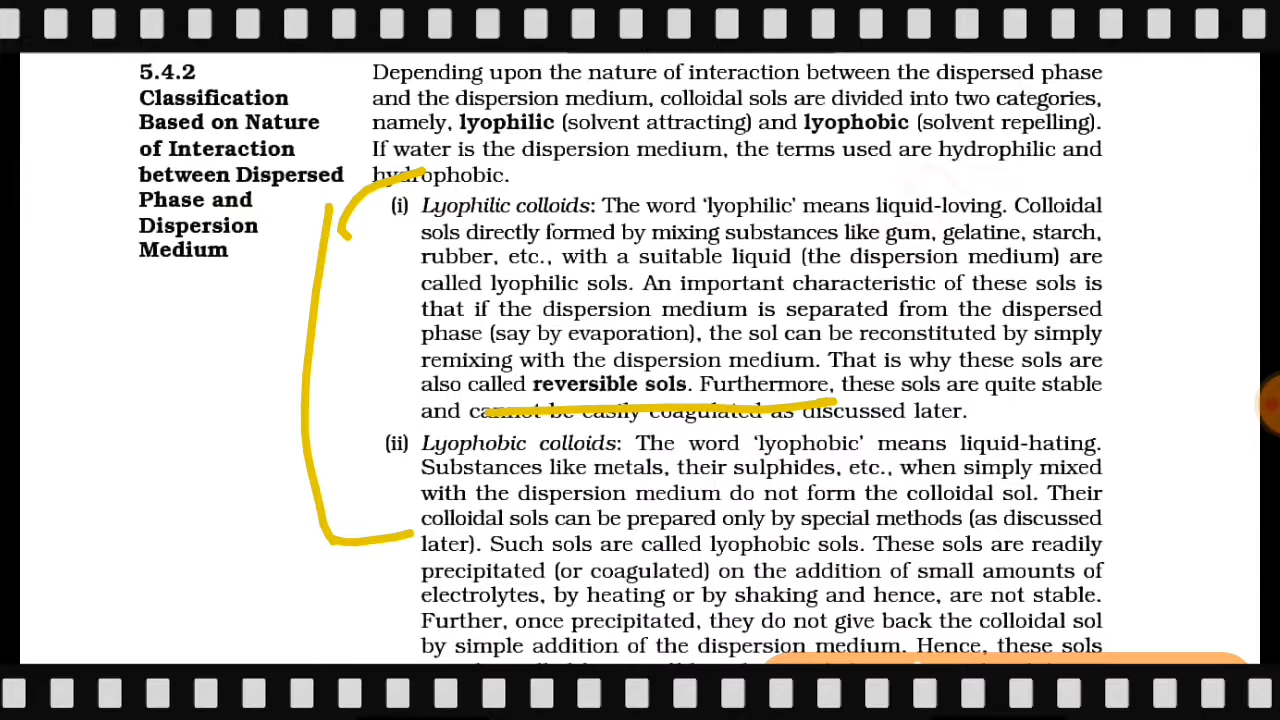 5.4.2
Classification
Based on Nature
of Interaction
between Dispersed
Phase and
Dispersion
Medium
Depending upon the nature of interaction between the dispersed phase
and the dispersion medium, colloidal sols are divided into two categories,
namely, lyophilic (solvent attracting) and lyophobic (solvent repelling).
If water is the dispersion medium, the terms used are hydrophilic and
hydrophobic.
(i) Lyophilic colloids: The word ‘lyophilic’ means liquid-loving. Colloidal
sols directly formed by mixing substances like gum, gelatine, starch,
rubber, etc., with a suitable liquid (the dispersion medium) are
called lyophilic sols. An important characteristic of these sols is
that if the dispersion medium is separated from the dispersed
phase (say by evaporation), the sol can be reconstituted by simply
remixing with the dispersion medium. That is why these sols are
also called reversible sols. Furthermore, these sols are quite stable
and cannot be easily coagulated as discussed later.
(ii) Lyophobic colloids: The word ‘lyophobic’ means liquid-hating.
Substances like metals, their sulphides, etc., when simply mixed
with the dispersion medium do not form the colloidal sol. Their
colloidal sols can be prepared only by special methods (as discussed
later). Such sols are called lyophobic sols. These sols are readily
precipitated (or coagulated) on the addition of small amounts of
electrolytes, by heating or by shaking and hence, are not stable.
Further, once precipitated, they do not give back the colloidal sol
by simple addition of the dispersion medium. Hence, these sols